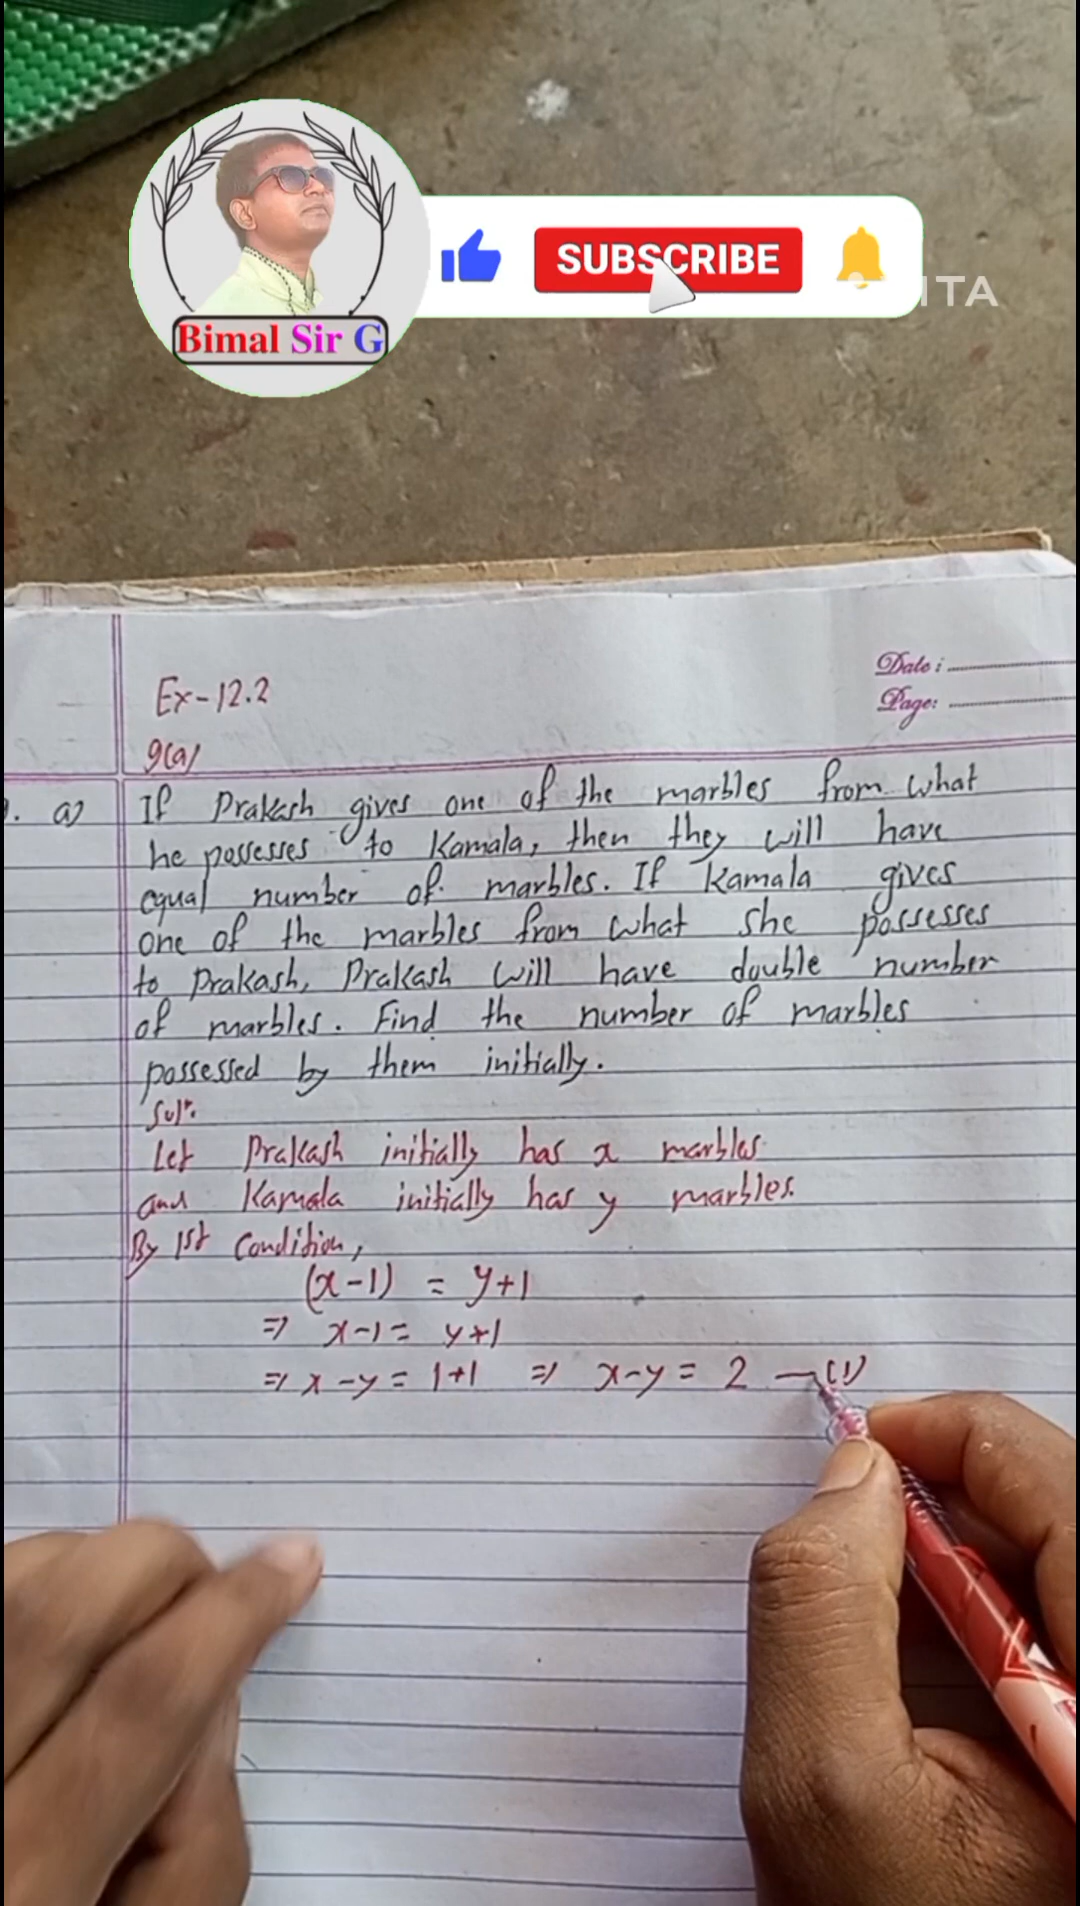 SUBSCRIBE
ITA
Bimal Sir G
Date:
Page:
Ex-12.2
9(a)
a) If Prakash gives one of the marbles from what
he possesses to Kamala, then they will have
equal number of marbles. If Kamala gives
one of the marbles from what she possesses
to Prakash, Prakash will have double number
of marbles. Find the number of marbles
possessed by them initially.
Solⁿ.
Let Prakash initially has x marbles
and Kamala initially has y marbles.
By 1st Condition,
(x-1) = y+1
⇒ x-1 = y+1
⇒ x-y = 1+1 ⇒ x-y = 2 —(1)